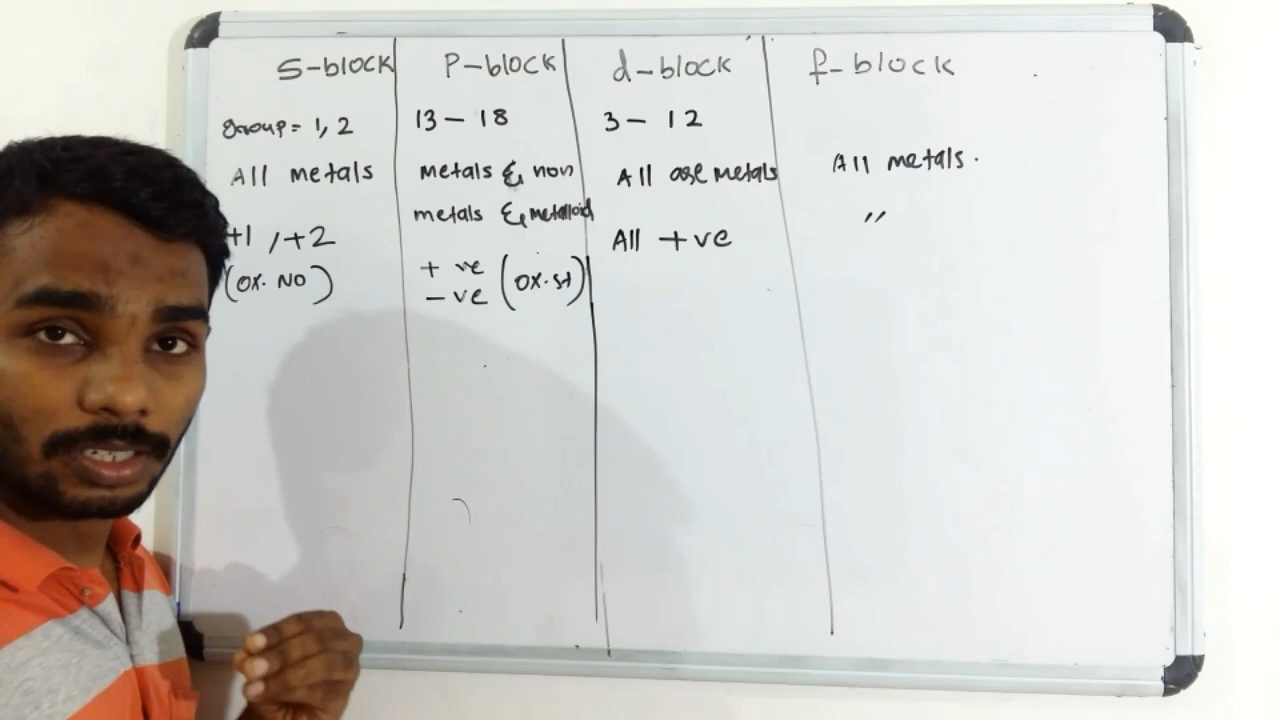 S-block
group = 1, 2
All metals
+1 , +2
(OX. NO)
P-block
13 - 18
metals & non
metals & metalloid
+ ve
- ve (OX. st)
d-block
3 - 12
All are metals
All +ve
f-block
All metals.
"